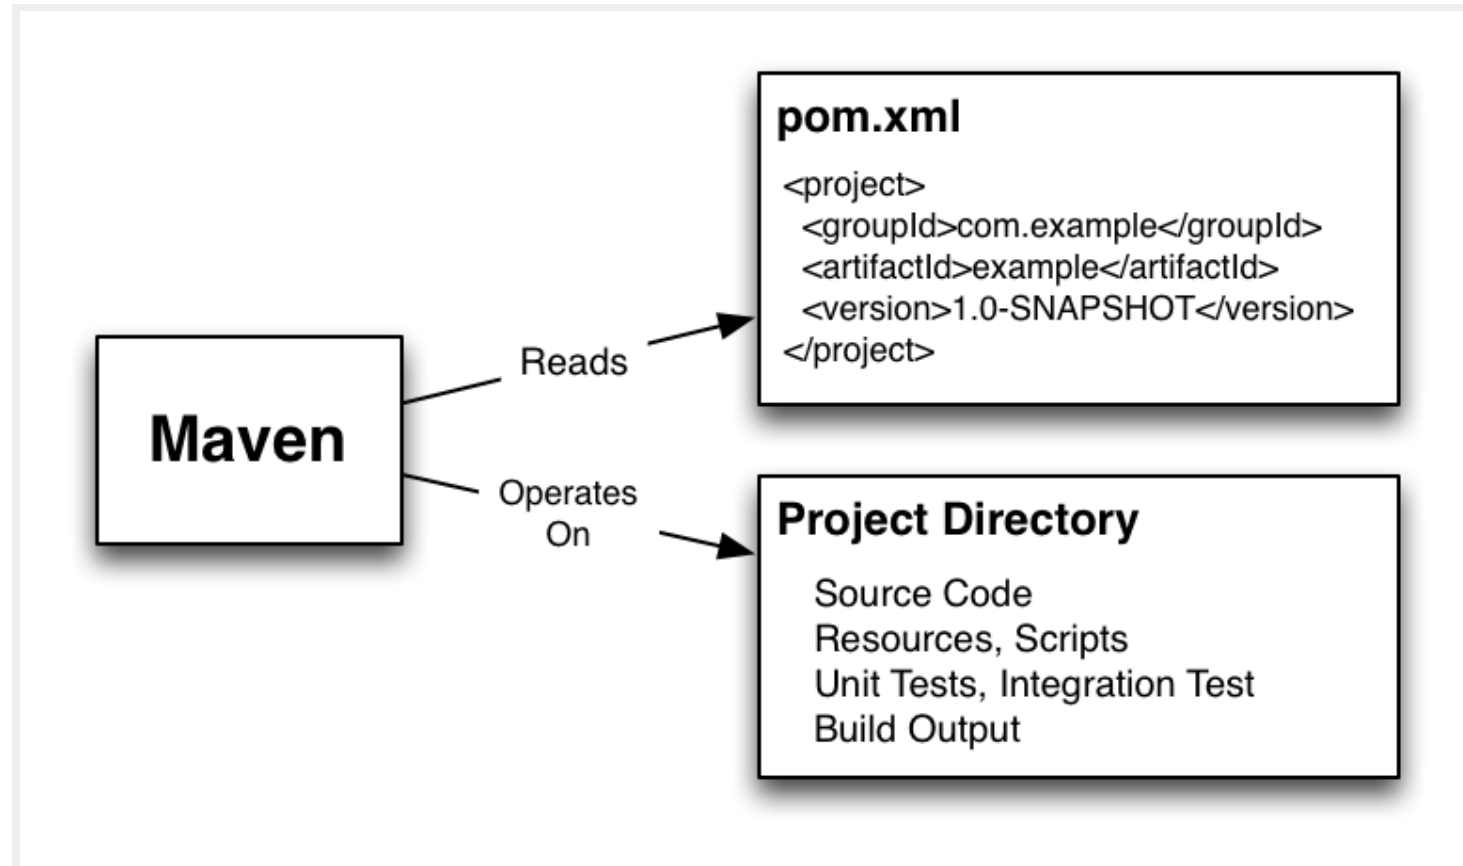 Maven
Reads
Operates
On
pom.xml
<project>
<groupId>com.example</groupId>
<artifactId>example</artifactId>
<version>1.0-SNAPSHOT</version>
</project>
Project Directory
Source Code
Resources, Scripts
Unit Tests, Integration Test
Build Output